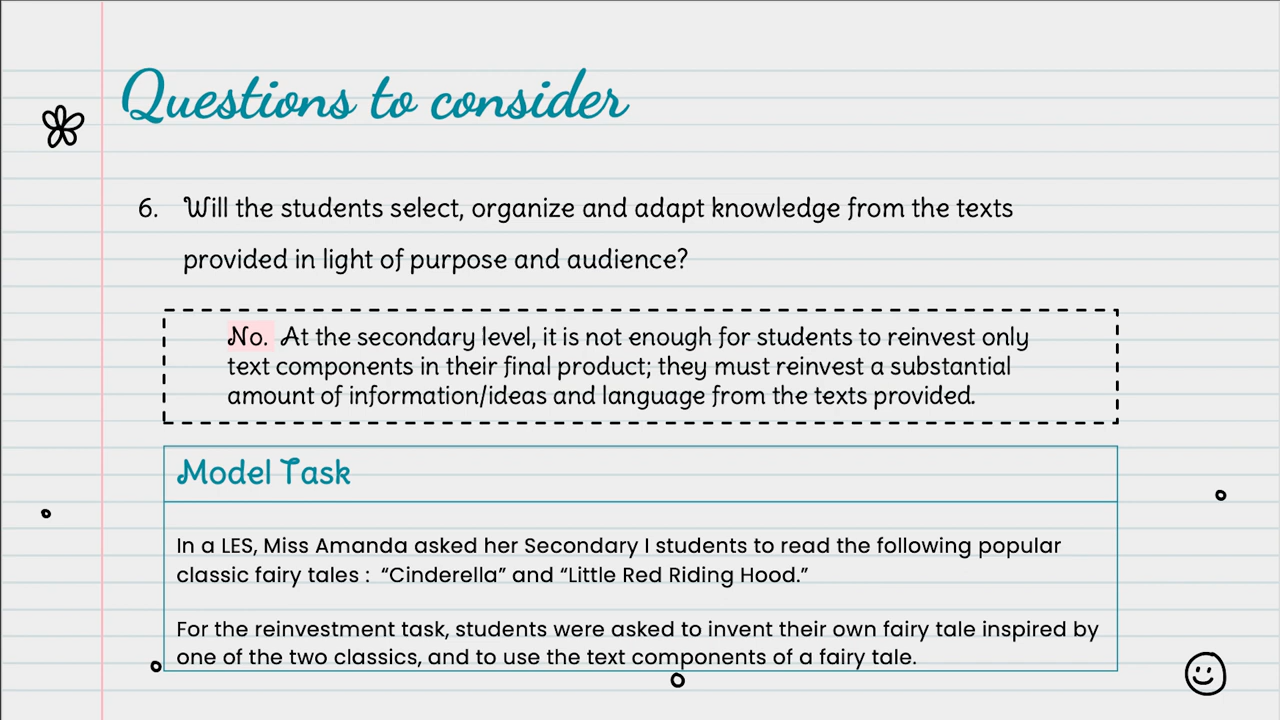 Questions to consider
6. Will the students select, organize and adapt knowledge from the texts
provided in light of purpose and audience?
No. At the secondary level, it is not enough for students to reinvest only
text components in their final product; they must reinvest a substantial
amount of information/ideas and language from the texts provided.
Model Task
In a LES, Miss Amanda asked her Secondary I students to read the following popular
classic fairy tales : “Cinderella” and “Little Red Riding Hood.”
For the reinvestment task, students were asked to invent their own fairy tale inspired by
one of the two classics, and to use the text components of a fairy tale.